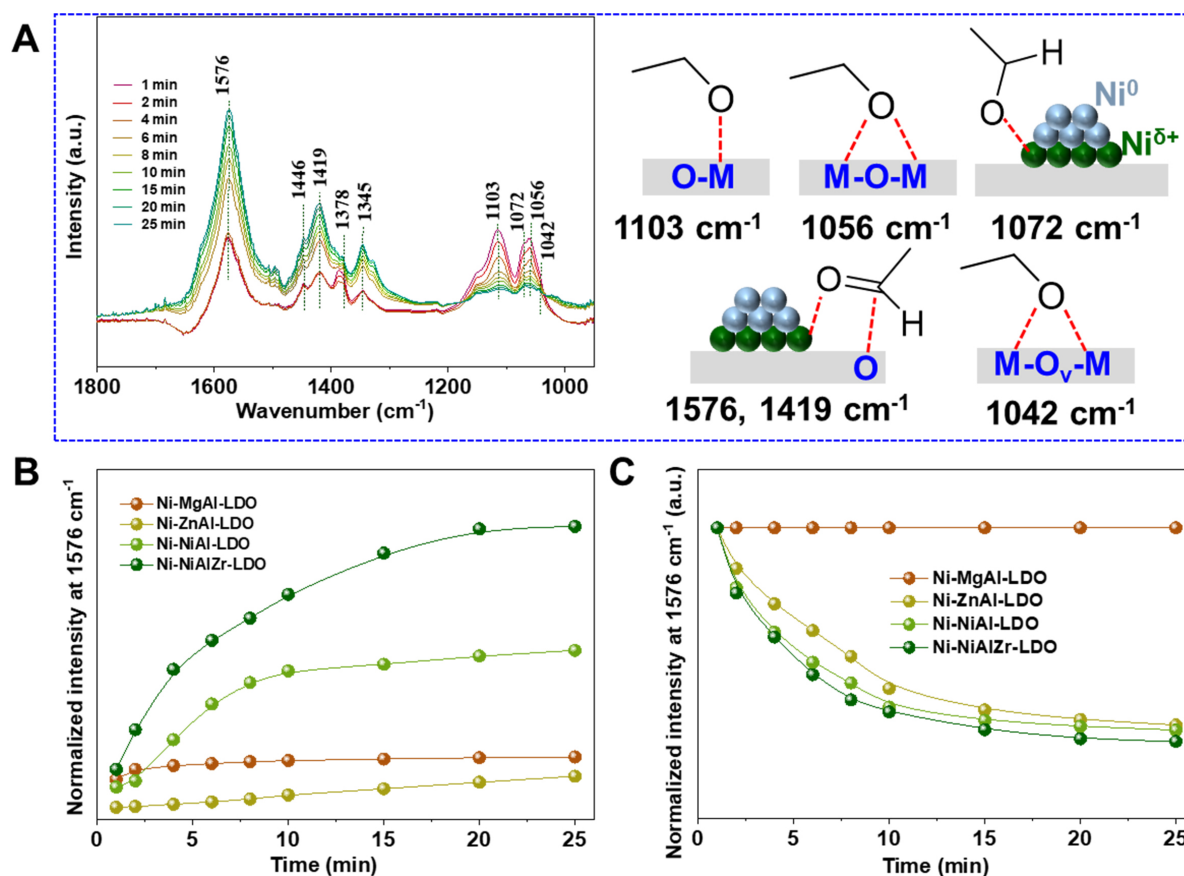 A
1576
1 min
2 min
4 min
6 min
8 min
10 min
15 min
20 min
25 min
1446
1419
1378
1345
1103
1072
1056
1042
Intensity (a.u.)
1800
1600
1400
1200
1000
Wavenumber (cm⁻¹)
O
O-M
1103 cm⁻¹
O
M-O-M
1056 cm⁻¹
H
O
Ni⁰
Niᵟ⁺
1072 cm⁻¹
O
H
O
1576, 1419 cm⁻¹
O
M-Oᵥ-M
1042 cm⁻¹
B
Normalized intensity at 1576 cm⁻¹
Ni-MgAl-LDO
Ni-ZnAl-LDO
Ni-NiAl-LDO
Ni-NiAlZr-LDO
0
5
10
15
20
25
Time (min)
C
Normalized intensity at 1576 cm⁻¹ (a.u.)
Ni-MgAl-LDO
Ni-ZnAl-LDO
Ni-NiAl-LDO
Ni-NiAlZr-LDO
0
5
10
15
20
25
Time (min)